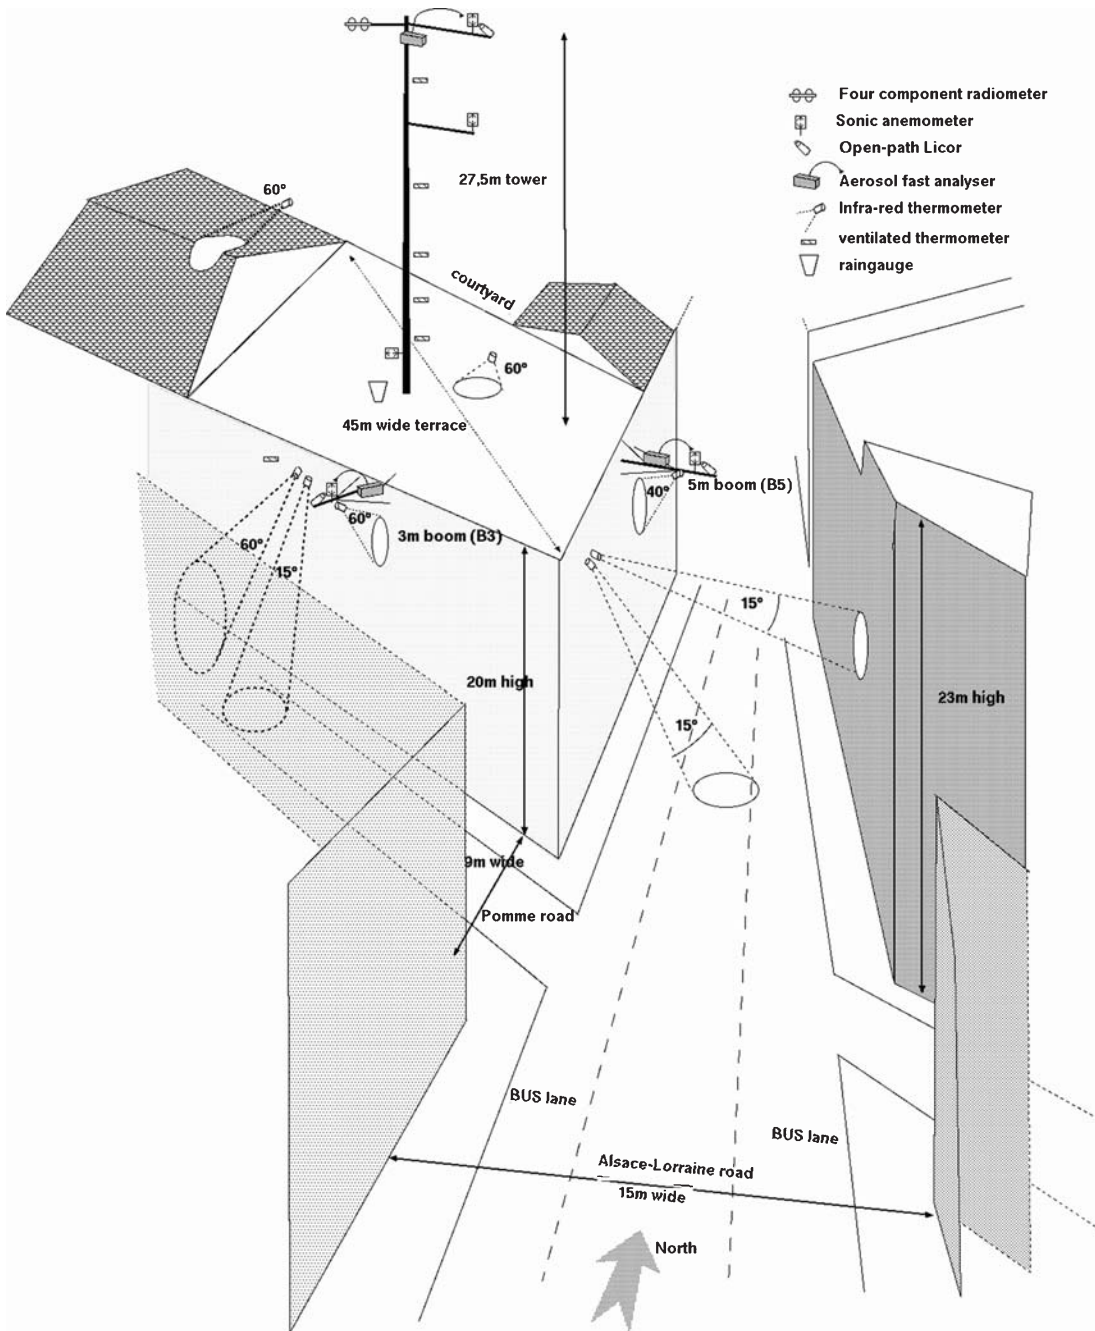 Four component radiometer
Sonic anemometer
Open-path Licor
Aerosol fast analyser
Infra-red thermometer
ventilated thermometer
raingauge
27,5m tower
60°
courtyard
60°
45m wide terrace
5m boom (B5)
40°
60°
3m boom (B3)
60°
15°
15°
20m high
23m high
15°
9m wide
Pomme road
BUS lane
BUS lane
Alsace-Lorraine road
15m wide
North